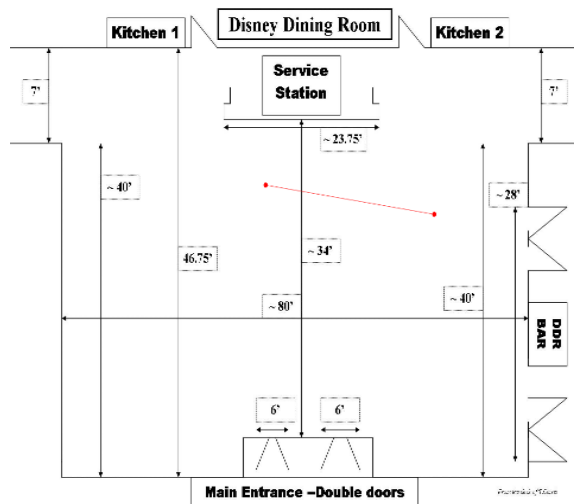 Disney Dining Room
Kitchen 1
Kitchen 2
Service
Station
7'
7'
~ 23.75'
~ 40'
~ 28'
~ 34'
46.75'
~ 80'
~ 40'
DDR
BAR
6'
6'
Main Entrance –Double doors